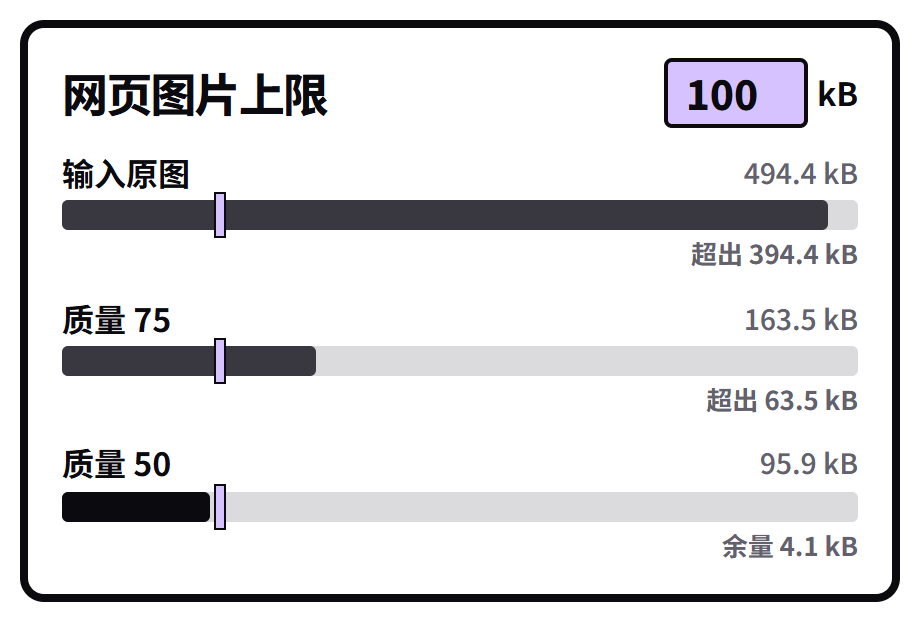 网页图片上限 100 kB
输入原图 494.4 kB
超出 394.4 kB
质量 75 163.5 kB
超出 63.5 kB
质量 50 95.9 kB
余量 4.1 kB